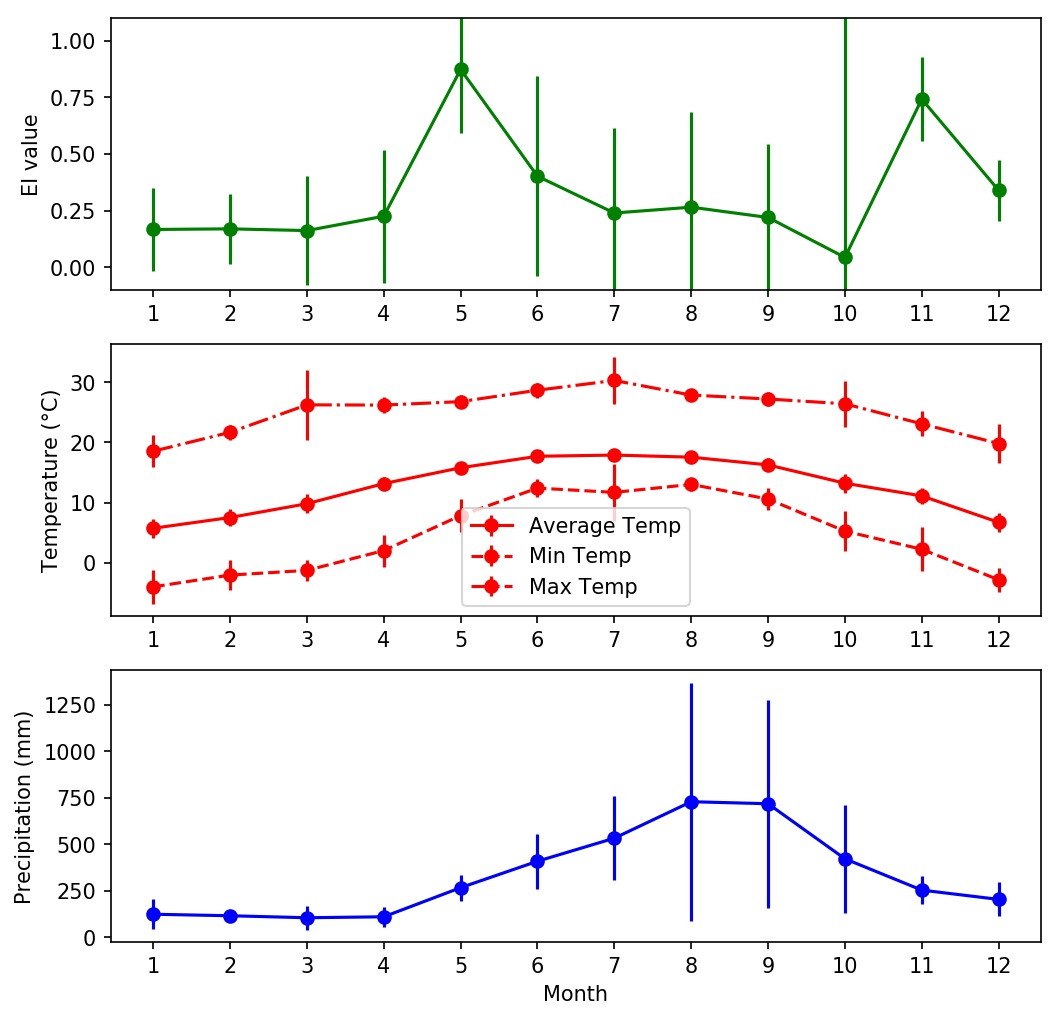 EI value
1.00
0.75
0.50
0.25
0.00
1 2 3 4 5 6 7 8 9 10 11 12
Temperature (°C)
30
20
10
0
Average Temp
Min Temp
Max Temp
1 2 3 4 5 6 7 8 9 10 11 12
Precipitation (mm)
1250
1000
750
500
250
0
1 2 3 4 5 6 7 8 9 10 11 12
Month